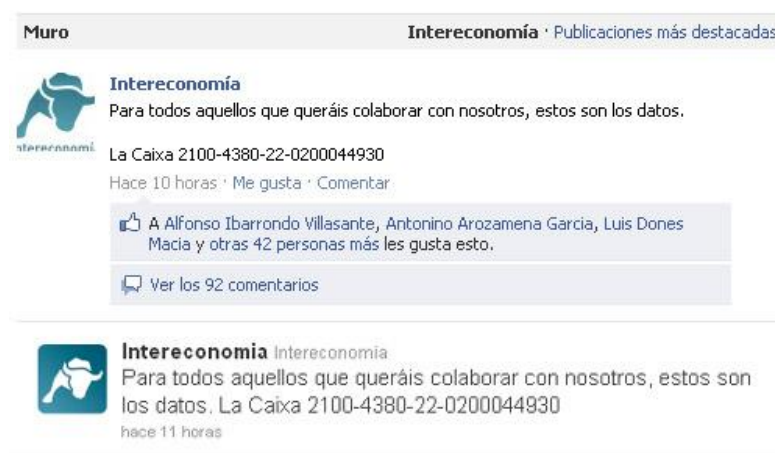 Muro Intereconomía · Publicaciones más destacadas
Intereconomía
Para todos aquellos que queráis colaborar con nosotros, estos son los datos.
La Caixa 2100-4380-22-0200044930
Hace 10 horas · Me gusta · Comentar
A Alfonso Ibarrondo Villasante, Antonino Arozamena Garcia, Luis Dones
Macia y otras 42 personas más les gusta esto.
Ver los 92 comentarios
Intereconomia Intereconomia
Para todos aquellos que queráis colaborar con nosotros, estos son
los datos. La Caixa 2100-4380-22-0200044930
hace 11 horas